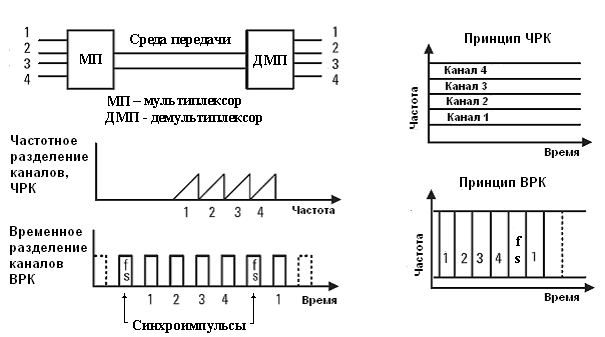 1
2
3
4
МП
Среда передачи
ДМП
1
2
3
4
МП – мультиплексор
ДМП - демультиплексор
Частотное
разделение
каналов,
ЧРК
1 2 3 4
Частота
Временное
разделение
каналов
ВРК
fs
fs
1 2 3 4 1
Время
Синхроимпульсы
Принцип ЧРК
Частота
Канал 4
Канал 3
Канал 2
Канал 1
Время
Принцип ВРК
Частота
1 2 3 4 fs 1
Время